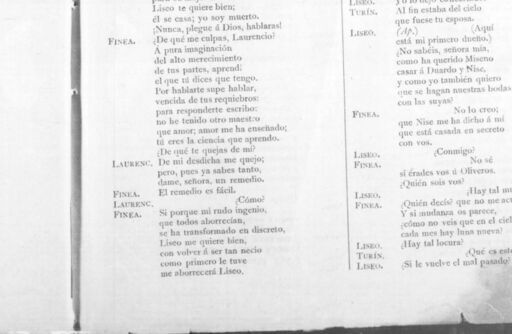 Liseo te quiere bien;
él se casa; yo soy muerto.
¡Nunca, plegue á Dios, hablaras!
FINEA. ¿De qué me culpas, Laurencio?
Á pura imaginación
del alto merecimiento
de tus partes, aprendí
el que tú dices que tengo.
Por hablarte supe hablar,
vencida de tus requiebros:
para responderte escribo:
no he tenido otro maestro
que amor; amor me ha enseñado;
tú eres la ciencia que aprendo.
¿De qué te quejas de mí?
LAURENC. De mi desdicha me quejo;
pero, pues ya sabes tanto,
dame, señora, un remedio.
FINEA. El remedio es fácil.
LAURENC. ¿Cómo?
FINEA. Si porque mi rudo ingenio,
que todos aborrecían,
se ha transformado en discreto,
Liseo me quiere bien,
con volver á ser tan necio
como primero le tuve
me aborrecerá Liseo.
LISEO.
TURÍN. Al fin estaba del cielo
que fuese tu esposa.
LISEO. (Ap.) (Aquí
está mi primero dueño.)
¿No sabéis, señora mía,
como ha querido Miseno
casar á Duardo y Nise,
y como yo también quiero
que se hagan nuestras bodas
con las suyas?
FINEA. No lo creo;
que Nise me ha dicho á mí
que está casada en secreto
con vos.
LISEO. ¿Conmigo?
FINEA. No sé
si érades vos ú Oliveros.
¿Quién sois vos?
LISEO. ¿Hay tal
FINEA. ¿Quién decís? que no me
Y si mudanza os parece,
¿cómo no veis que en el
cada mes hay luna nueva?
LISEO. ¿Hay tal locura?
TURÍN. ¿Qué es
LISEO. ¿Si le vuelve el mal pasado?